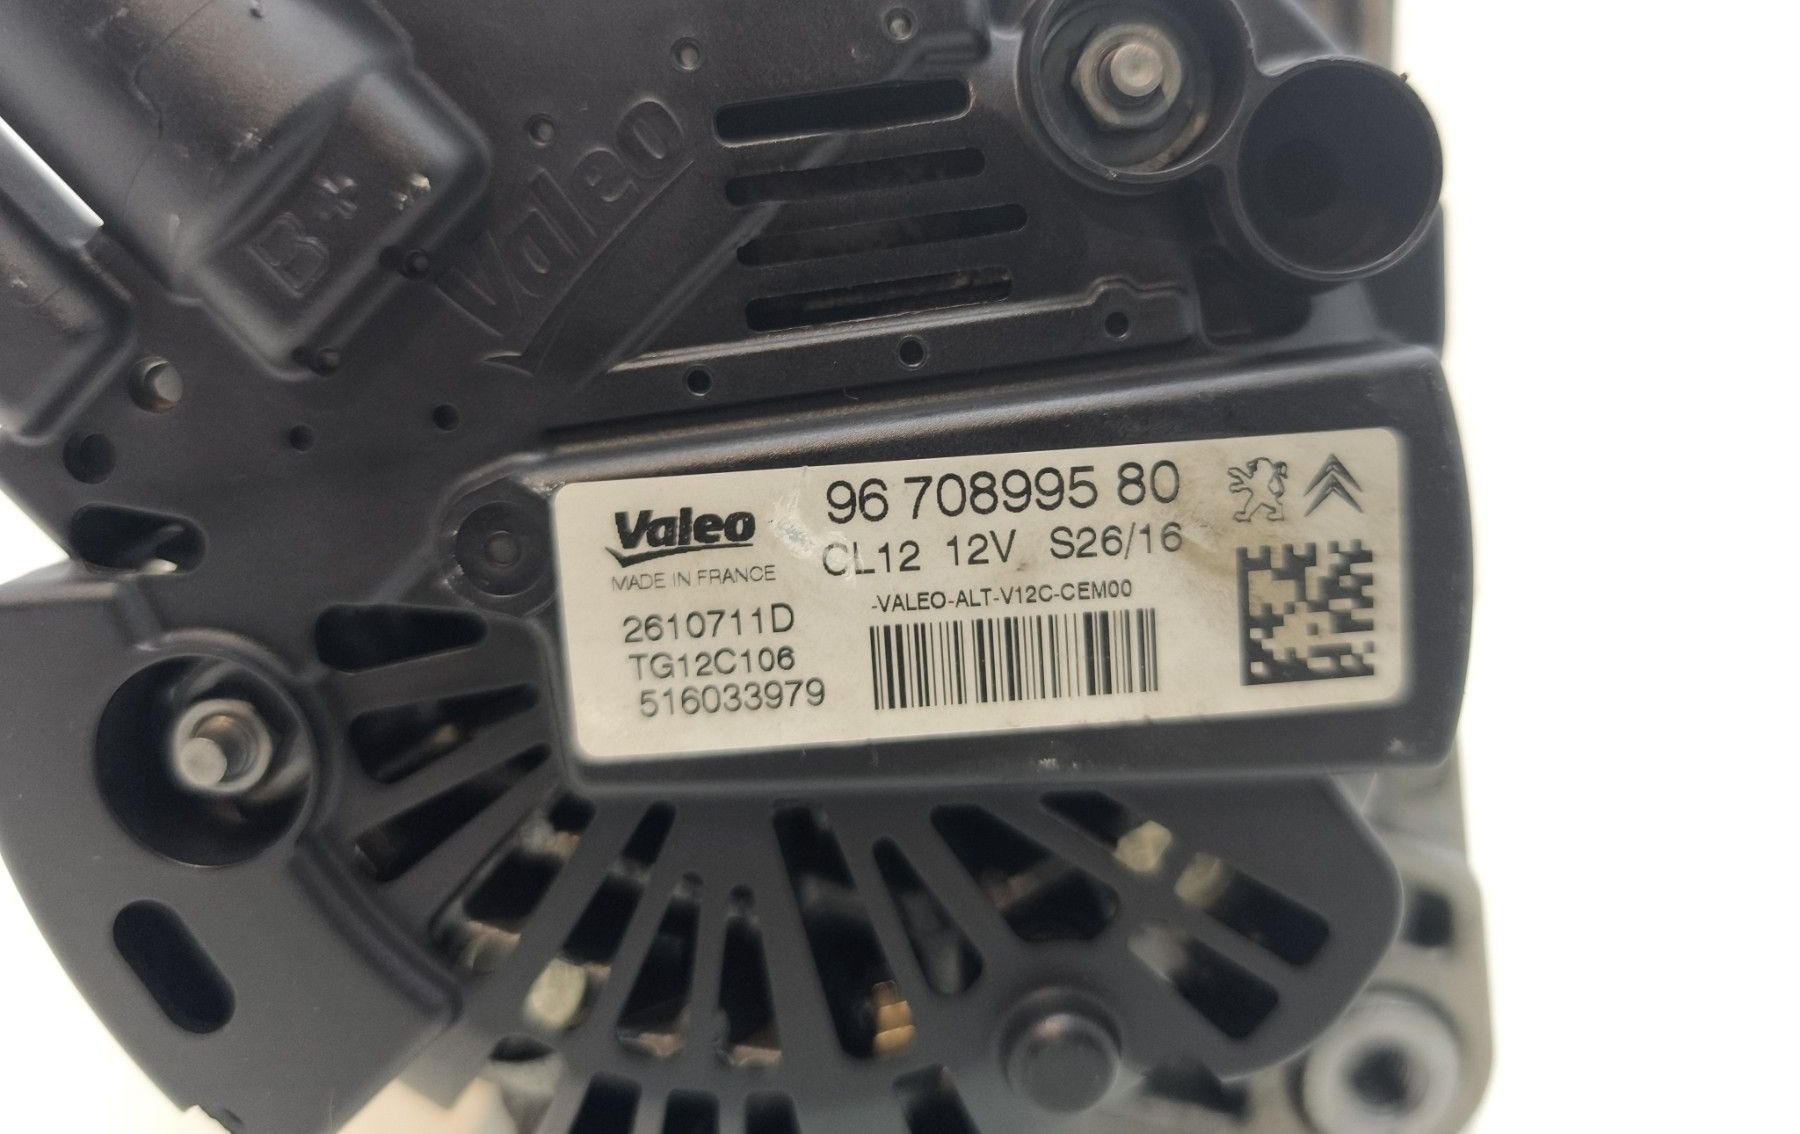 B+
Valeo
Valeo
MADE IN FRANCE
96 708995 80
CL12 12V S26/16
-VALEO-ALT-V12C-CEM00
2610711D
TG12C106
516033979